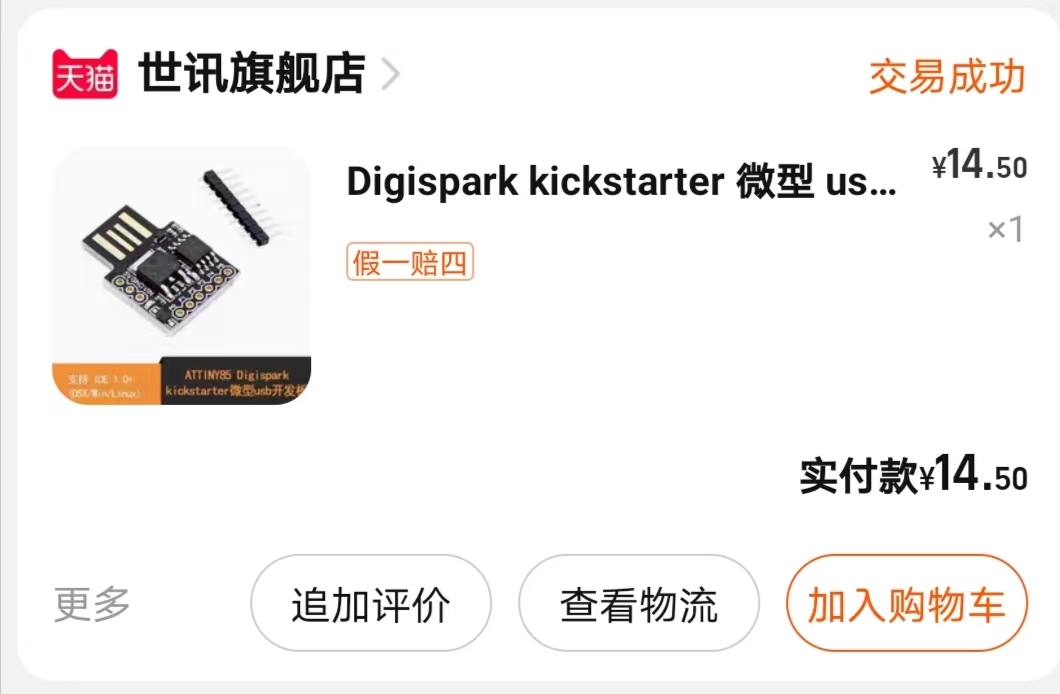 天猫 世讯旗舰店 交易成功
Digispark kickstarter 微型 us... ¥14.50
×1
假一赔四
支持 IDE 1.0+
(OSX/Win/Linux)
ATTINY85 Digispark
kickstarter微型usb开发板
实付款¥14.50
更多 追加评价 查看物流 加入购物车